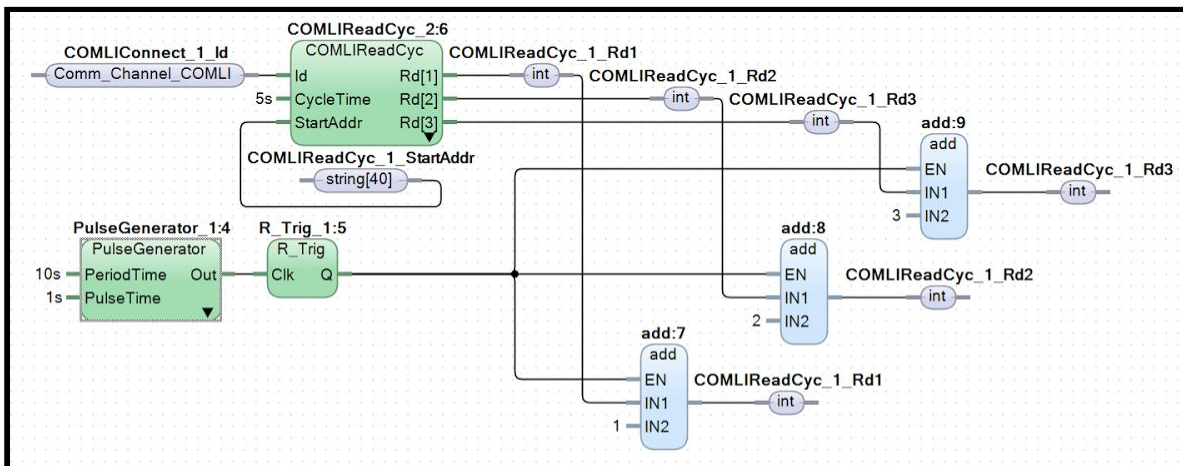 COMLIReadCyc_2:6
COMLIConnect_1_Id
COMLIReadCyc
COMLIReadCyc_1_Rd1
Comm_Channel_COMLI
Id
Rd[1]
int
COMLIReadCyc_1_Rd2
5s
CycleTime
Rd[2]
int
COMLIReadCyc_1_Rd3
StartAddr
Rd[3]
int
add:9
add
COMLIReadCyc_1_StartAddr
string[40]
EN
COMLIReadCyc_1_Rd3
IN1
int
3
IN2
PulseGenerator_1:4
R_Trig_1:5
add:8
PulseGenerator
R_Trig
add
10s
PeriodTime
Out
Clk
Q
EN
COMLIReadCyc_1_Rd2
1s
PulseTime
IN1
int
2
IN2
add:7
add
EN
COMLIReadCyc_1_Rd1
IN1
int
1
IN2